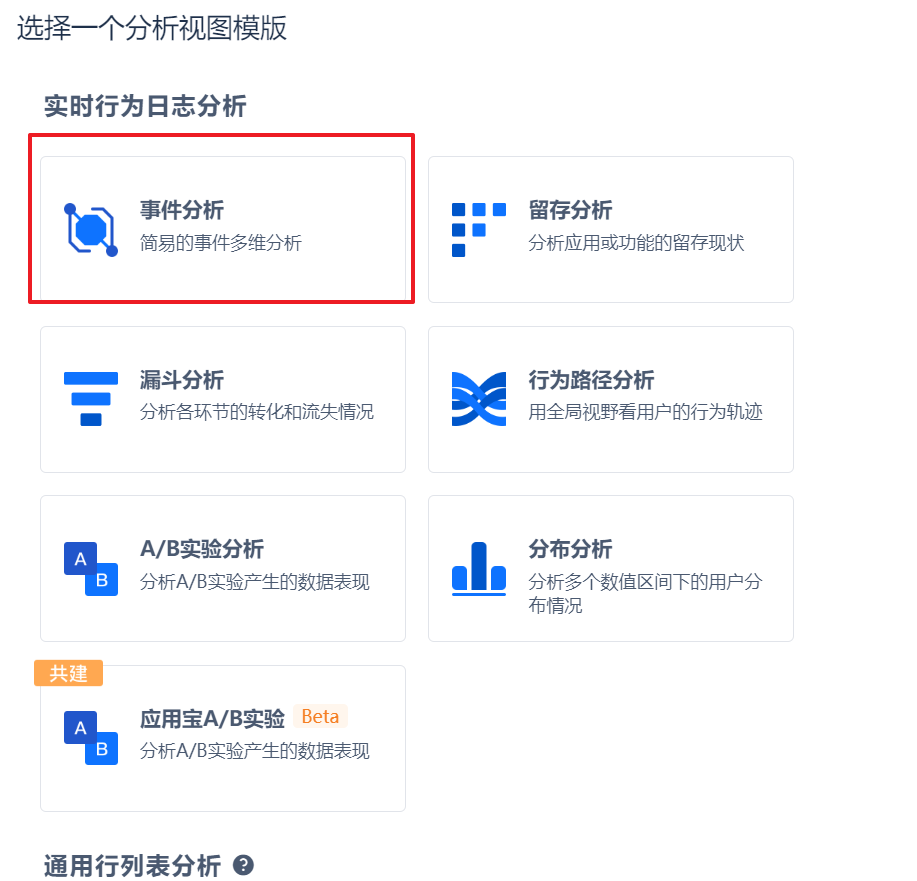 选择一个分析视图模版
实时行为日志分析
事件分析
简易的事件多维分析
留存分析
分析应用或功能的留存现状
漏斗分析
分析各环节的转化和流失情况
行为路径分析
用全局视野看用户的行为轨迹
A
B
A/B实验分析
分析A/B实验产生的数据表现
分布分析
分析多个数值区间下的用户分
布情况
共建
A
B
应用宝A/B实验 Beta
分析A/B实验产生的数据表现
通用行列表分析 ?